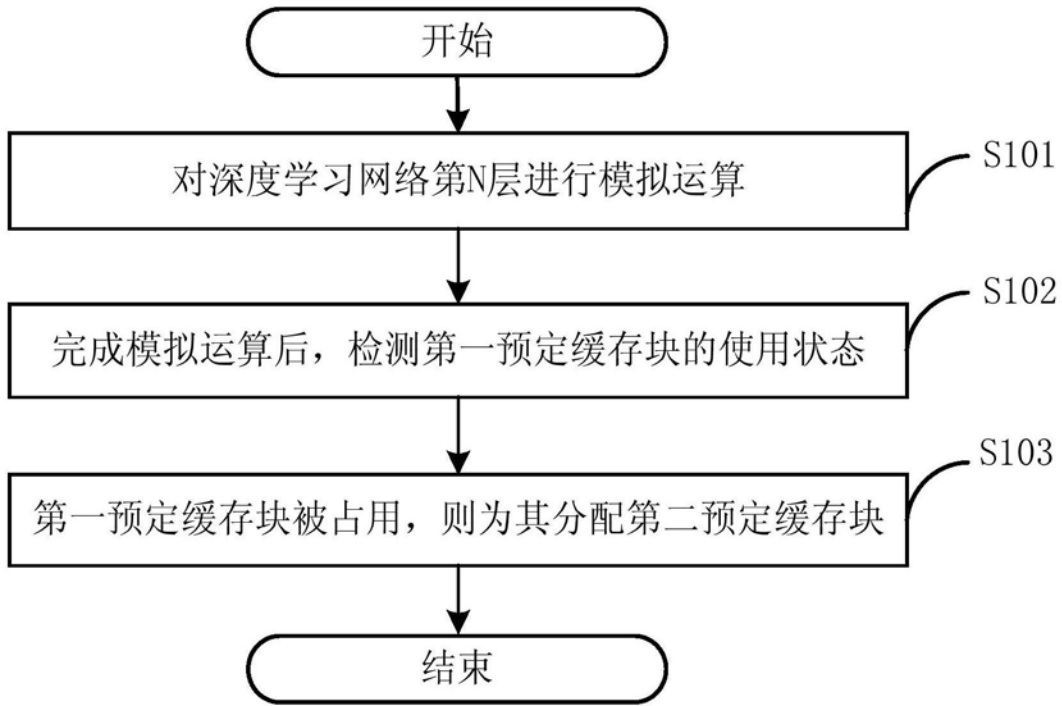 开始
对深度学习网络第N层进行模拟运算
S101
完成模拟运算后，检测第一预定缓存块的使用状态
S102
第一预定缓存块被占用，则为其分配第二预定缓存块
S103
结束